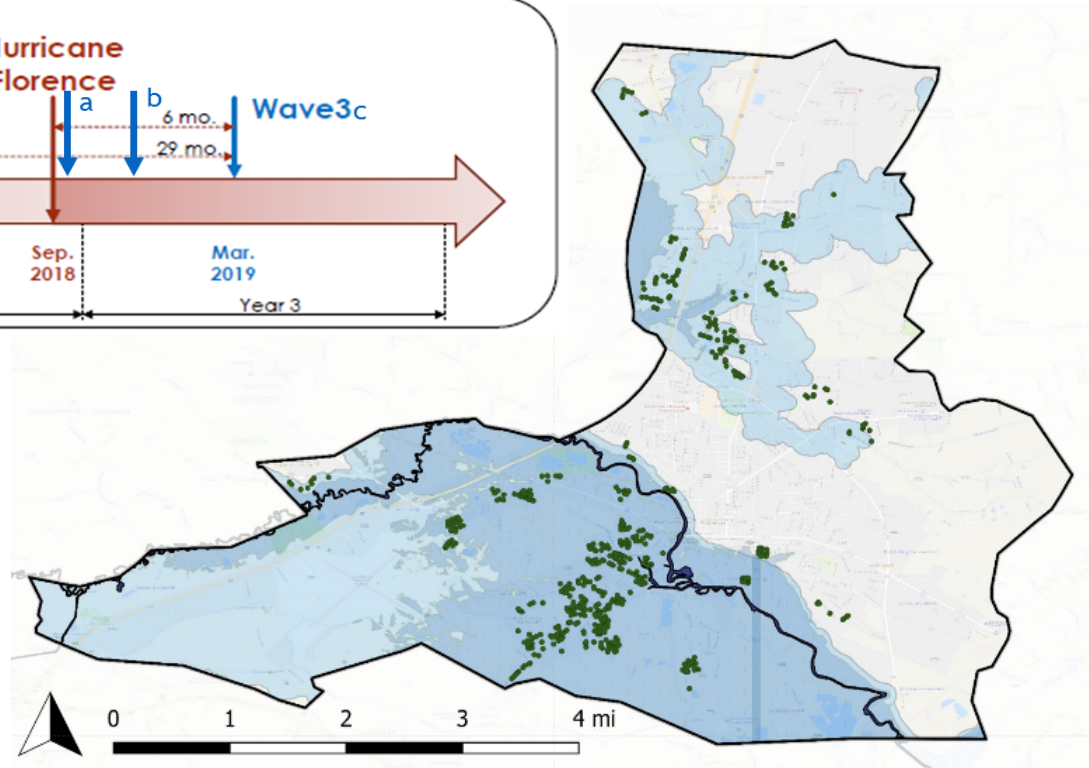 urricane
Florence
a
b
6 mo.
Wave3c
29 mo.
Sep.
2018
Mar.
2019
Year 3
0 1 2 3 4 mi